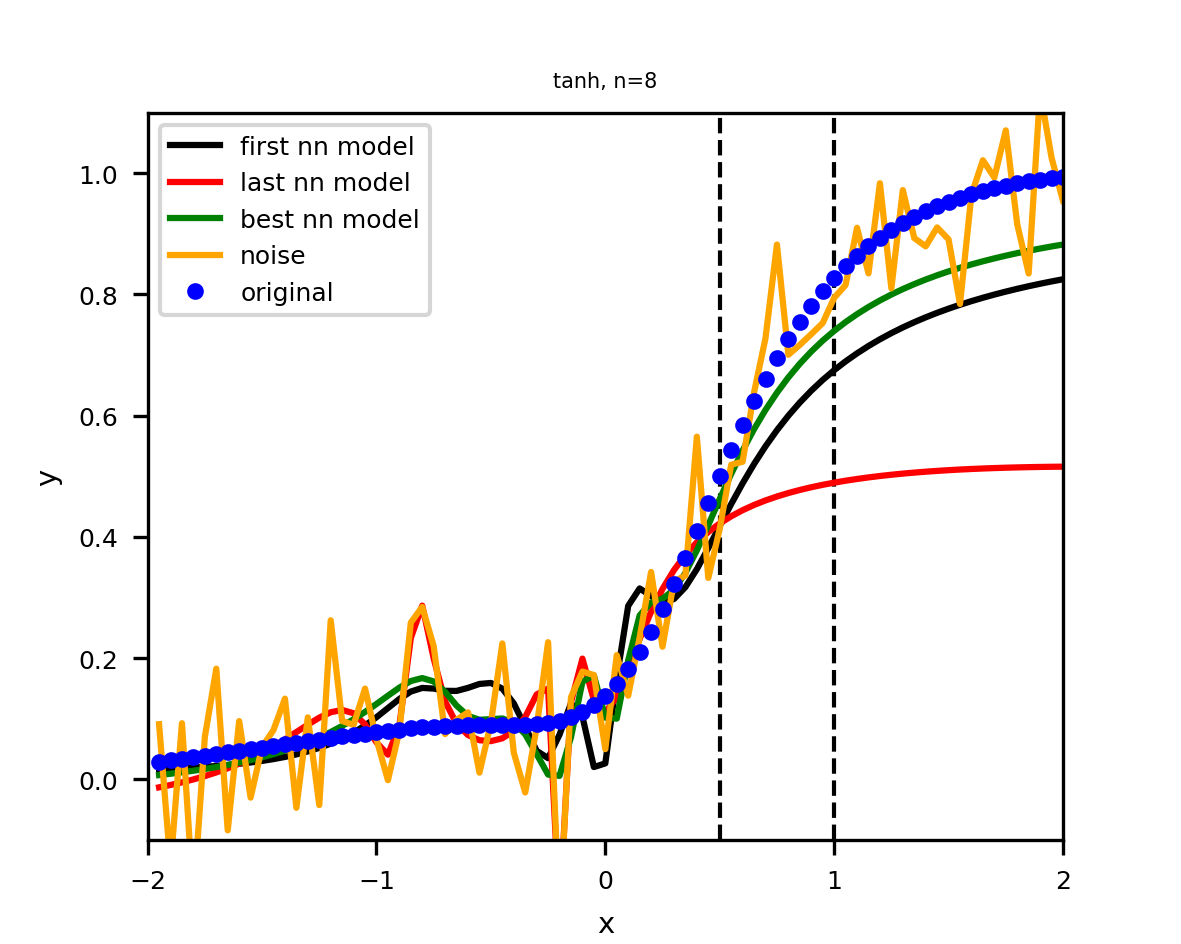 tanh, n=8
first nn model
last nn model
best nn model
noise
original
y
1.0
0.8
0.6
0.4
0.2
0.0
−2 −1 0 1 2
x